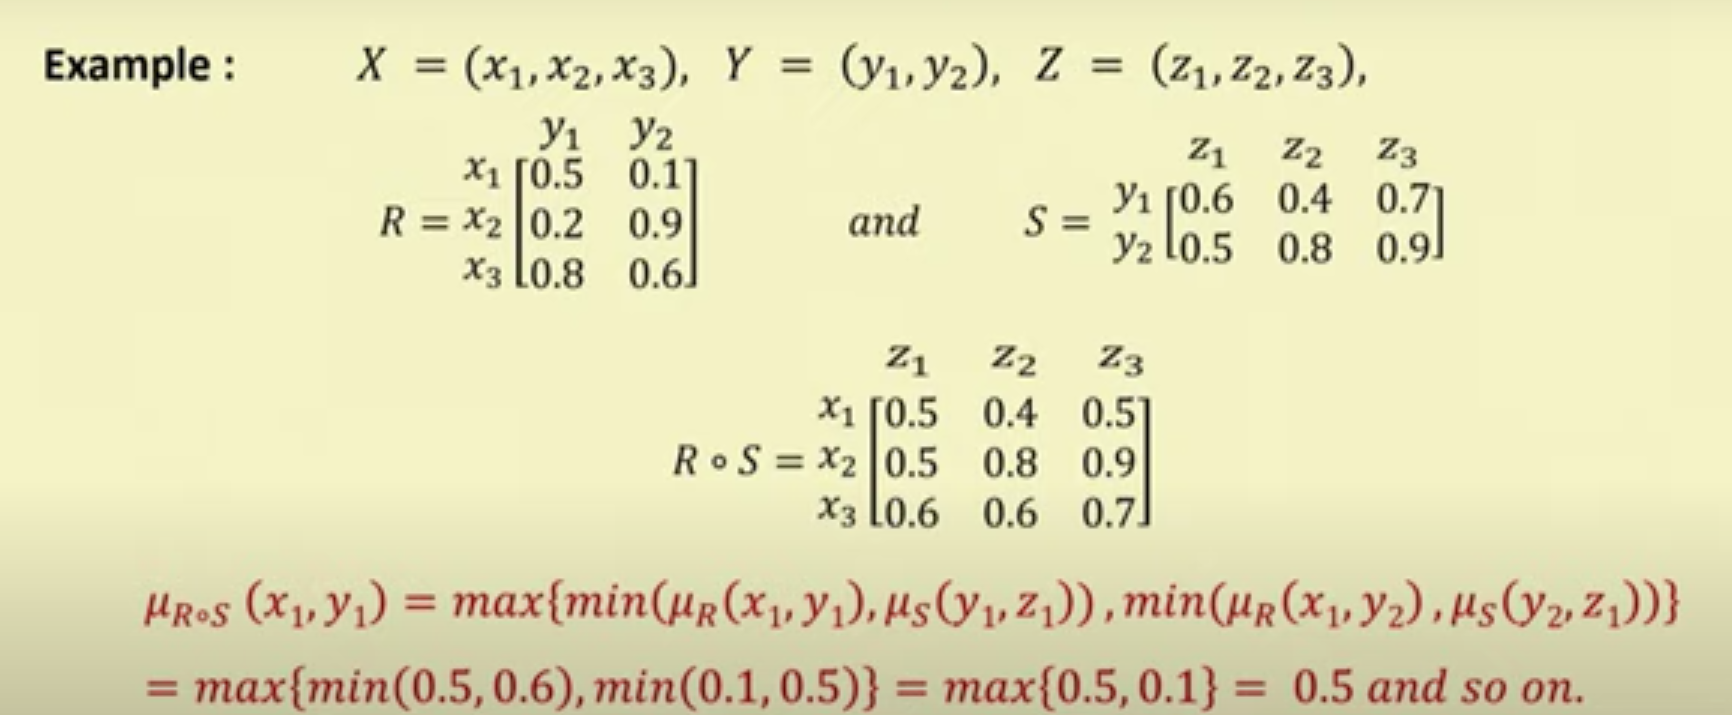 Example : X = (x₁, x₂, x₃), Y = (y₁, y₂), Z = (z₁, z₂, z₃),
y₁ y₂
x₁ [0.5 0.1]
R = x₂ [0.2 0.9]
x₃ [0.8 0.6]
and
z₁ z₂ z₃
S = y₁ [0.6 0.4 0.7]
y₂ [0.5 0.8 0.9]
z₁ z₂ z₃
x₁ [0.5 0.4 0.5]
R ∘ S = x₂ [0.5 0.8 0.9]
x₃ [0.6 0.6 0.7]
μ_R∘S (x₁, y₁) = max{min(μ_R(x₁, y₁), μ_S(y₁, z₁)), min(μ_R(x₁, y₂), μ_S(y₂, z₁))}
= max{min(0.5, 0.6), min(0.1, 0.5)} = max{0.5, 0.1} = 0.5 and so on.